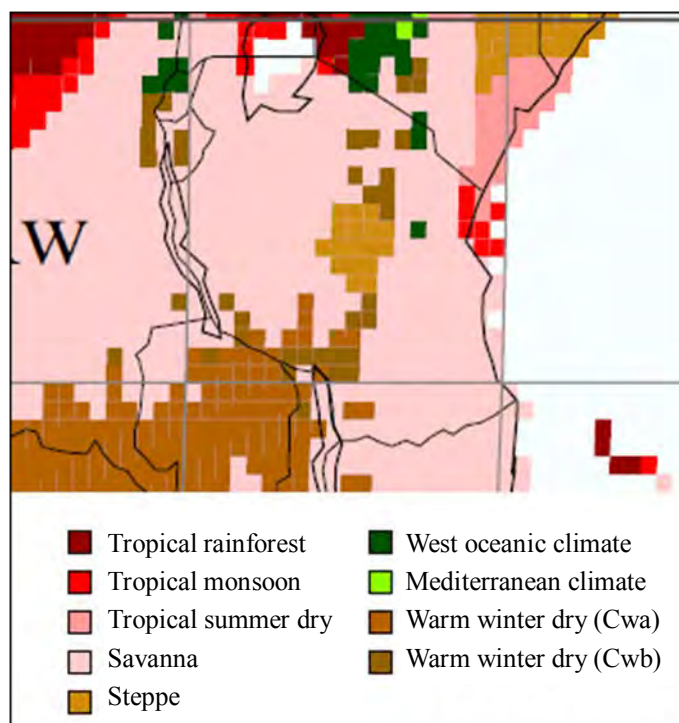 W
Tropical rainforest
Tropical monsoon
Tropical summer dry
Savanna
Steppe
West oceanic climate
Mediterranean climate
Warm winter dry (Cwa)
Warm winter dry (Cwb)